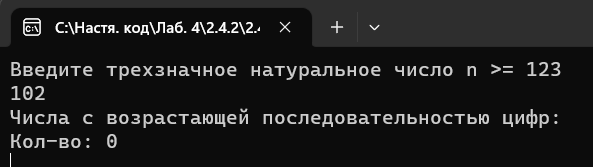 C:\Настя. код\Лаб. 4\2.4.2\2.4
Введите трехзначное натуральное число n >= 123
102
Числа с возрастающей последовательностью цифр:
Кол-во: 0